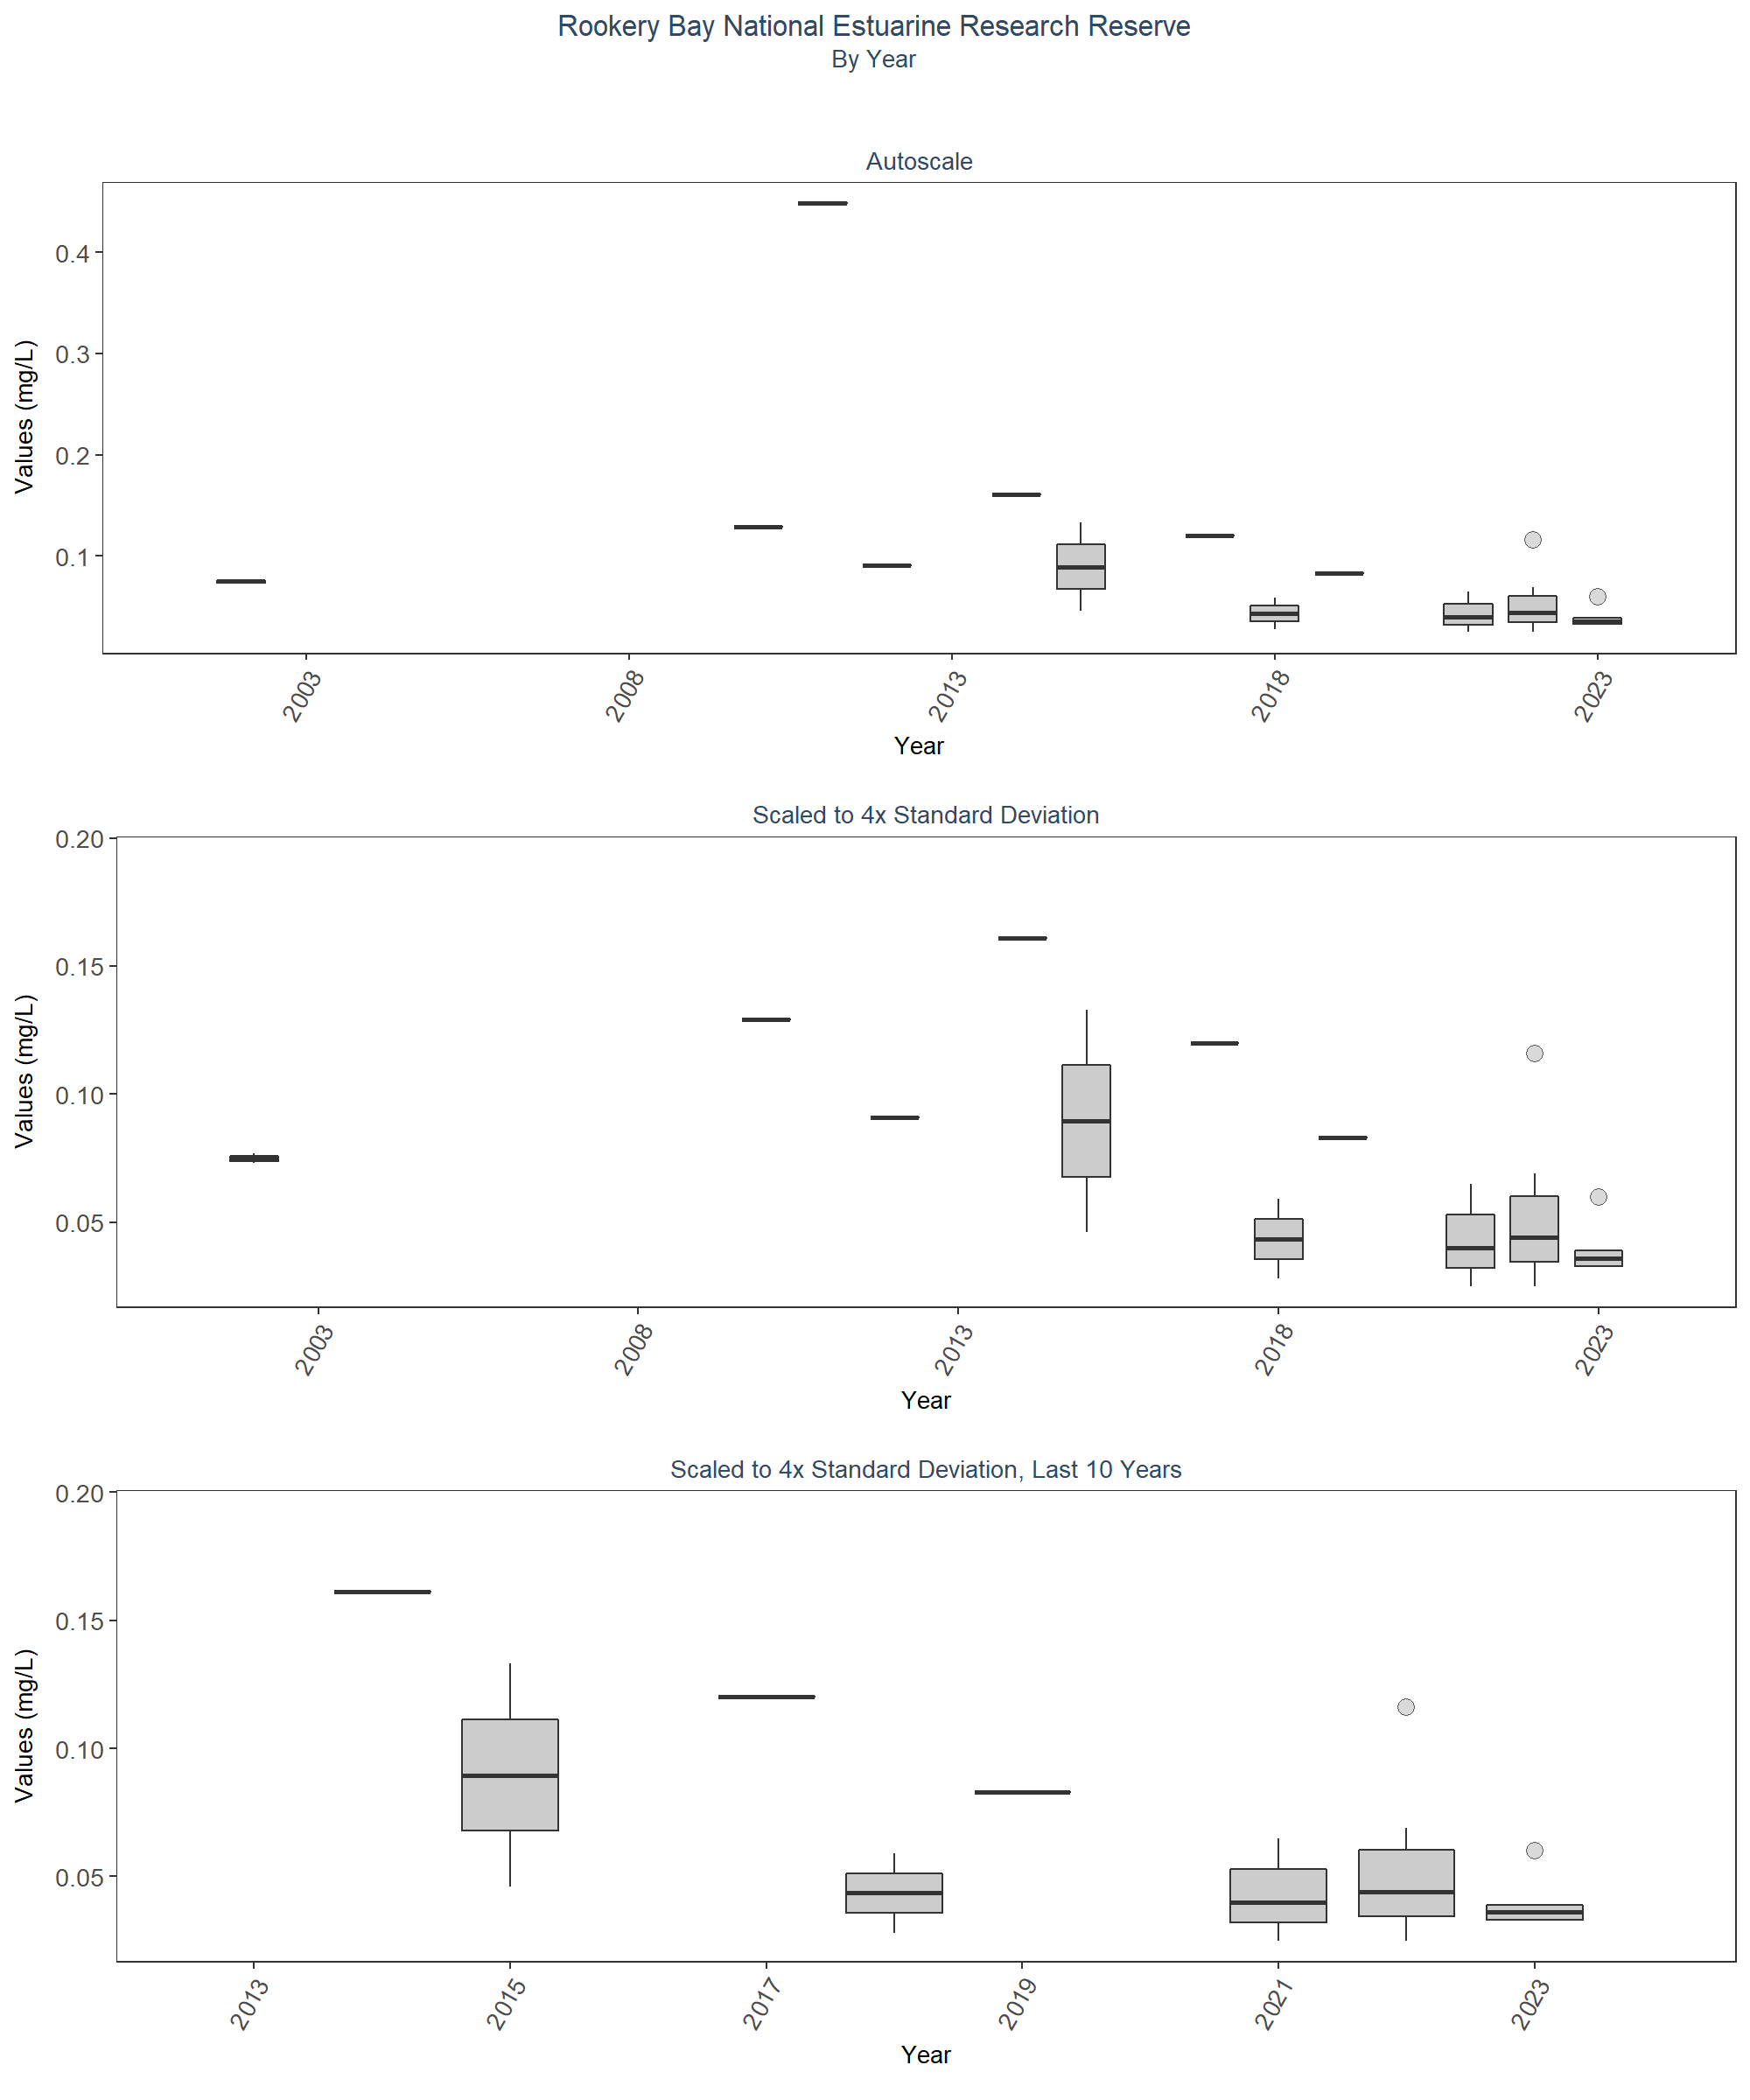 Rookery Bay National Estuarine Research Reserve
By Year
Autoscale
Values (mg/L)
0.4
0.3
0.2
0.1
2003
2008
2013
2018
2023
Year
Scaled to 4x Standard Deviation
Values (mg/L)
0.20
0.15
0.10
0.05
2003
2008
2013
2018
2023
Year
Scaled to 4x Standard Deviation, Last 10 Years
Values (mg/L)
0.20
0.15
0.10
0.05
2013
2015
2017
2019
2021
2023
Year